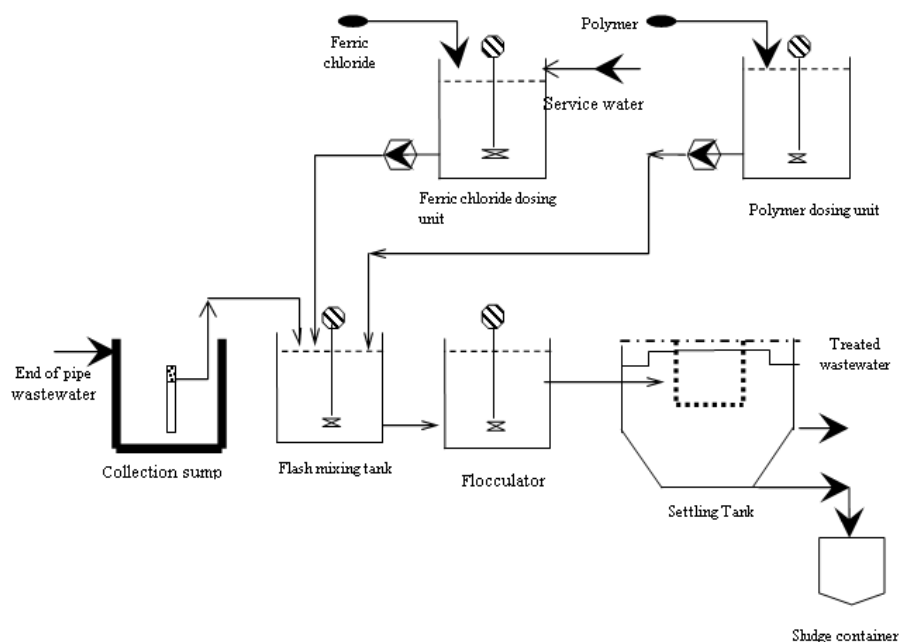 Ferric
chloride
Polymer
Service water
Ferric chloride dosing
unit
Polymer dosing unit
End of pipe
wastewater
Treated
wastewater
Collection sump
Flash mixing tank
Flocculator
Settling Tank
Sludge container